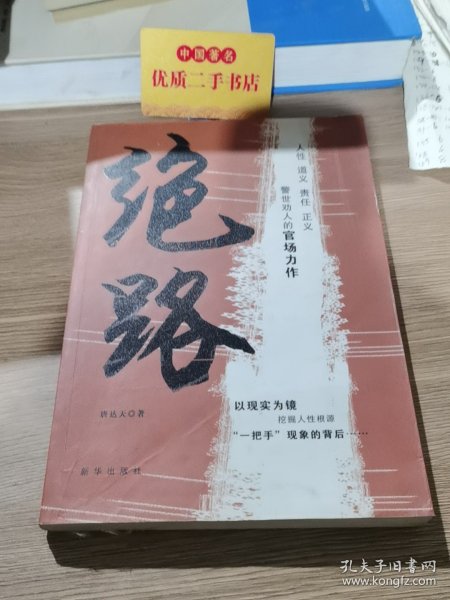 中国著名
优质二手书店
绝路
人性 道义 责任 正义
警世劝人的官场力作
唐达天◎著
以现实为镜
挖掘人性根源
“一把手”现象的背后……
新华出版社
孔夫子旧书网
www.kongfz.com